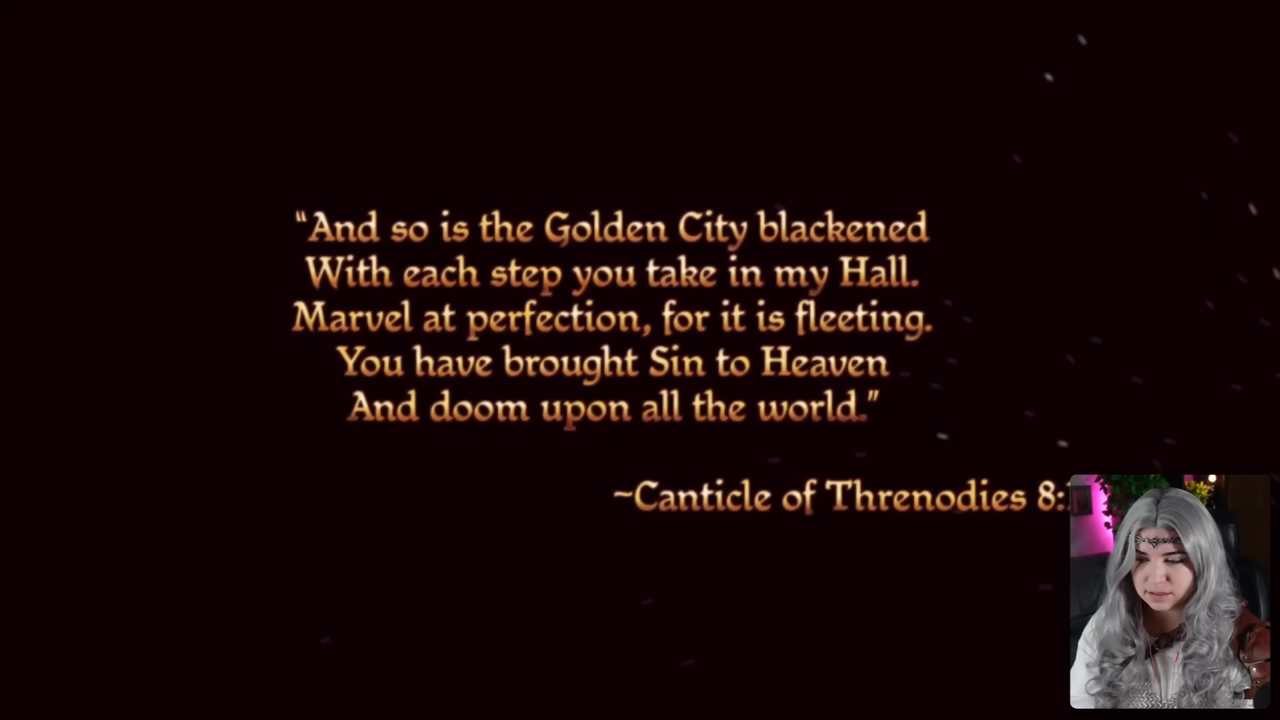 “And so is the Golden City blackened
With each step you take in my Hall.
Marvel at perfection, for it is fleeting.
You have brought Sin to Heaven
And doom upon all the world.”
~Canticle of Threnodies 8: